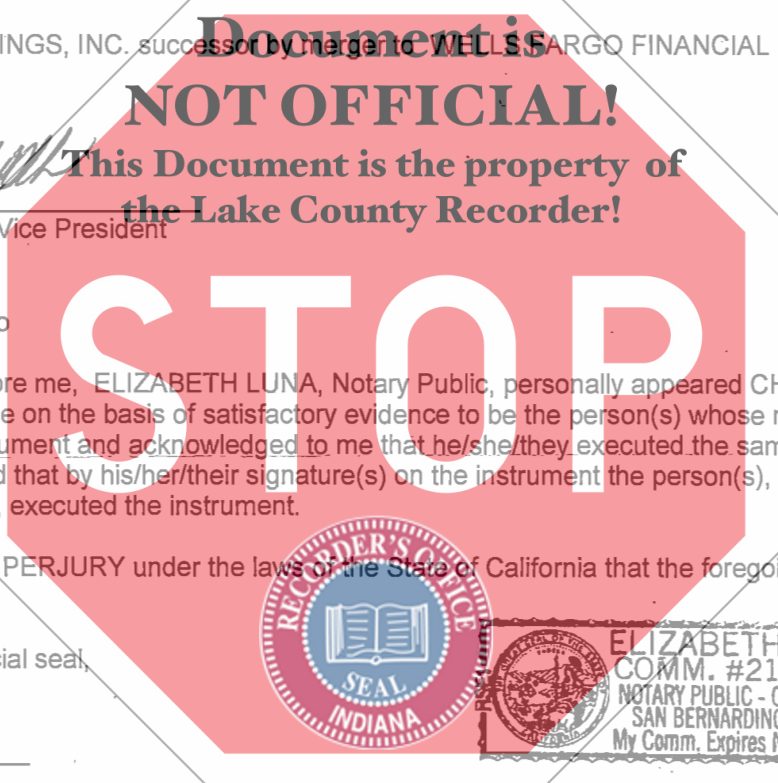 Document is
INGS, INC. successor by merger to WELLS FARGO FINANCIAL
NOT OFFICIAL!
This Document is the property of
the Lake County Recorder!
Vice President
STOP
o
ore me, ELIZABETH LUNA, Notary Public, personally appeared CH
e on the basis of satisfactory evidence to be the person(s) whose n
ument and acknowledged to me that he/she/they executed the sam
d that by his/her/their signature(s) on the instrument the person(s),
, executed the instrument.
PERJURY under the laws of the State of California that the foregoi
cial seal,
RECORDER'S OFFICE
SEAL
INDIANA
ELIZABETH
COMM. #21
NOTARY PUBLIC - C
SAN BERNARDINO
My Comm. Expires N